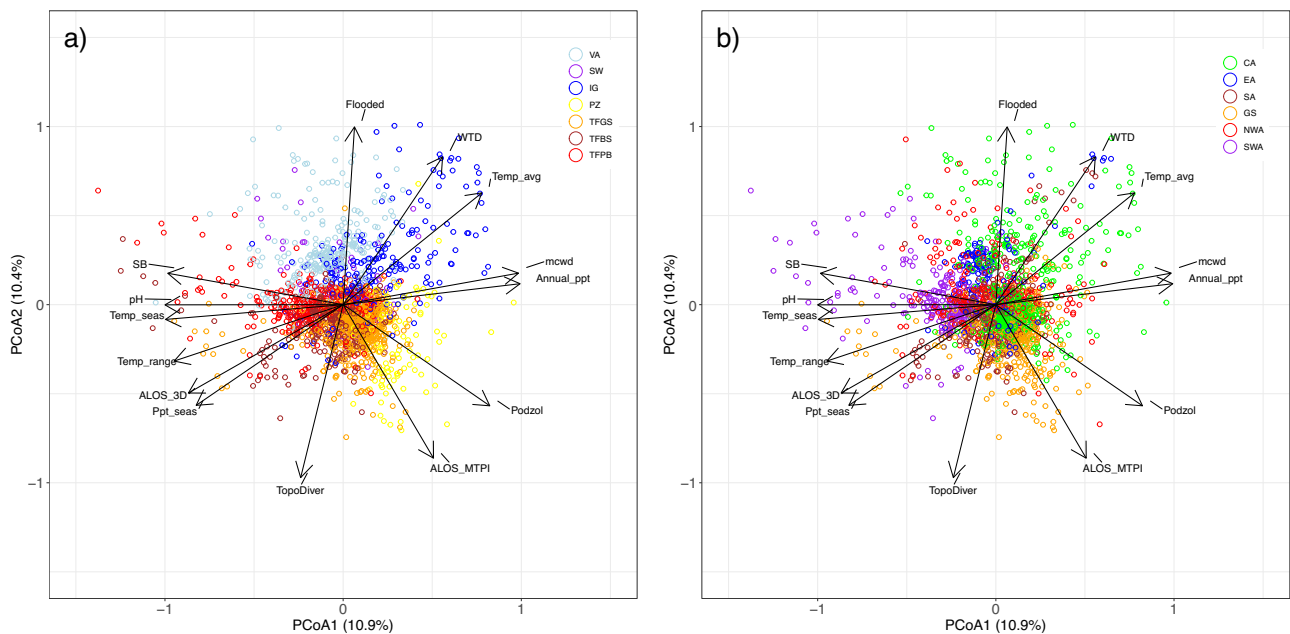 a)
VA
SW
IG
PZ
TFGS
TFBS
TFPB
Flooded
WTD
Temp_avg
mcwd
Annual_ppt
SB
pH
Temp_seas
Temp_range
ALOS_3D
Ppt_seas
Podzol
ALOS_MTPI
TopoDiver
1
0
−1
PCoA2 (10.4%)
−1
0
1
PCoA1 (10.9%)
b)
CA
EA
SA
GS
NWA
SWA
Flooded
WTD
Temp_avg
mcwd
Annual_ppt
SB
pH
Temp_seas
Temp_range
ALOS_3D
Ppt_seas
Podzol
ALOS_MTPI
TopoDiver
1
0
−1
PCoA2 (10.4%)
−1
0
1
PCoA1 (10.9%)